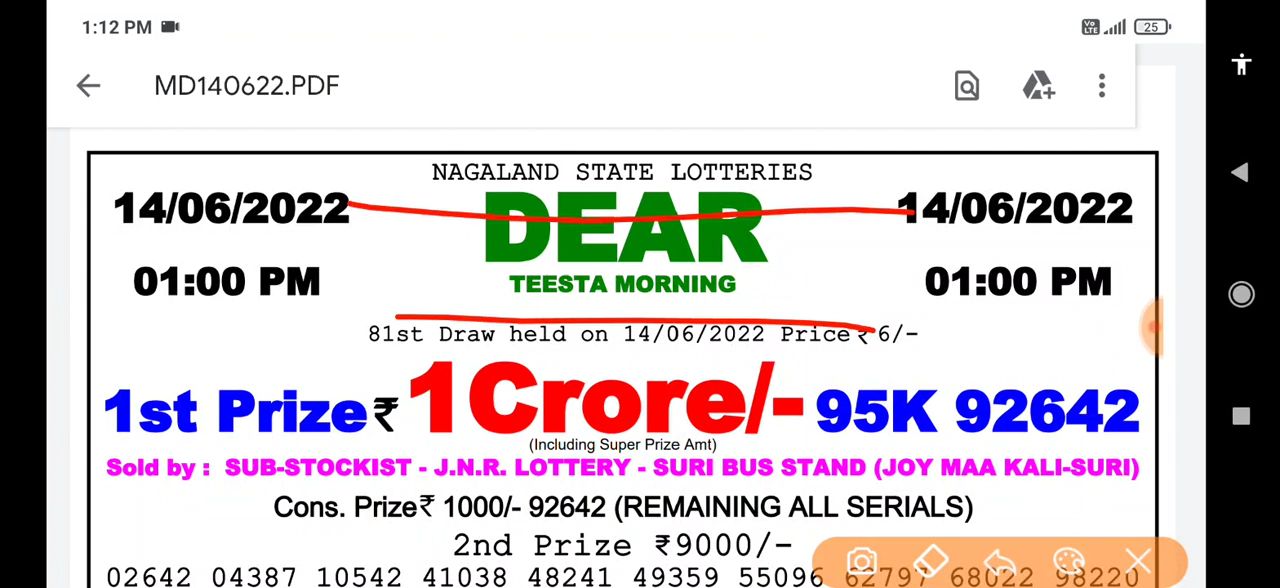 1:12 PM Vo LTE 25
MD140622.PDF
NAGALAND STATE LOTTERIES
14/06/2022 DEAR 14/06/2022
01:00 PM TEESTA MORNING 01:00 PM
81st Draw held on 14/06/2022 Price ₹ 6/-
1st Prize ₹ 1Crore/- 95K 92642
(Including Super Prize Amt)
Sold by : SUB-STOCKIST - J.N.R. LOTTERY - SURI BUS STAND (JOY MAA KALI-SURI)
Cons. Prize ₹ 1000/- 92642 (REMAINING ALL SERIALS)
2nd Prize ₹9000/-
02642 04387 10542 41038 48241 49359 55096 62797 68022 98220